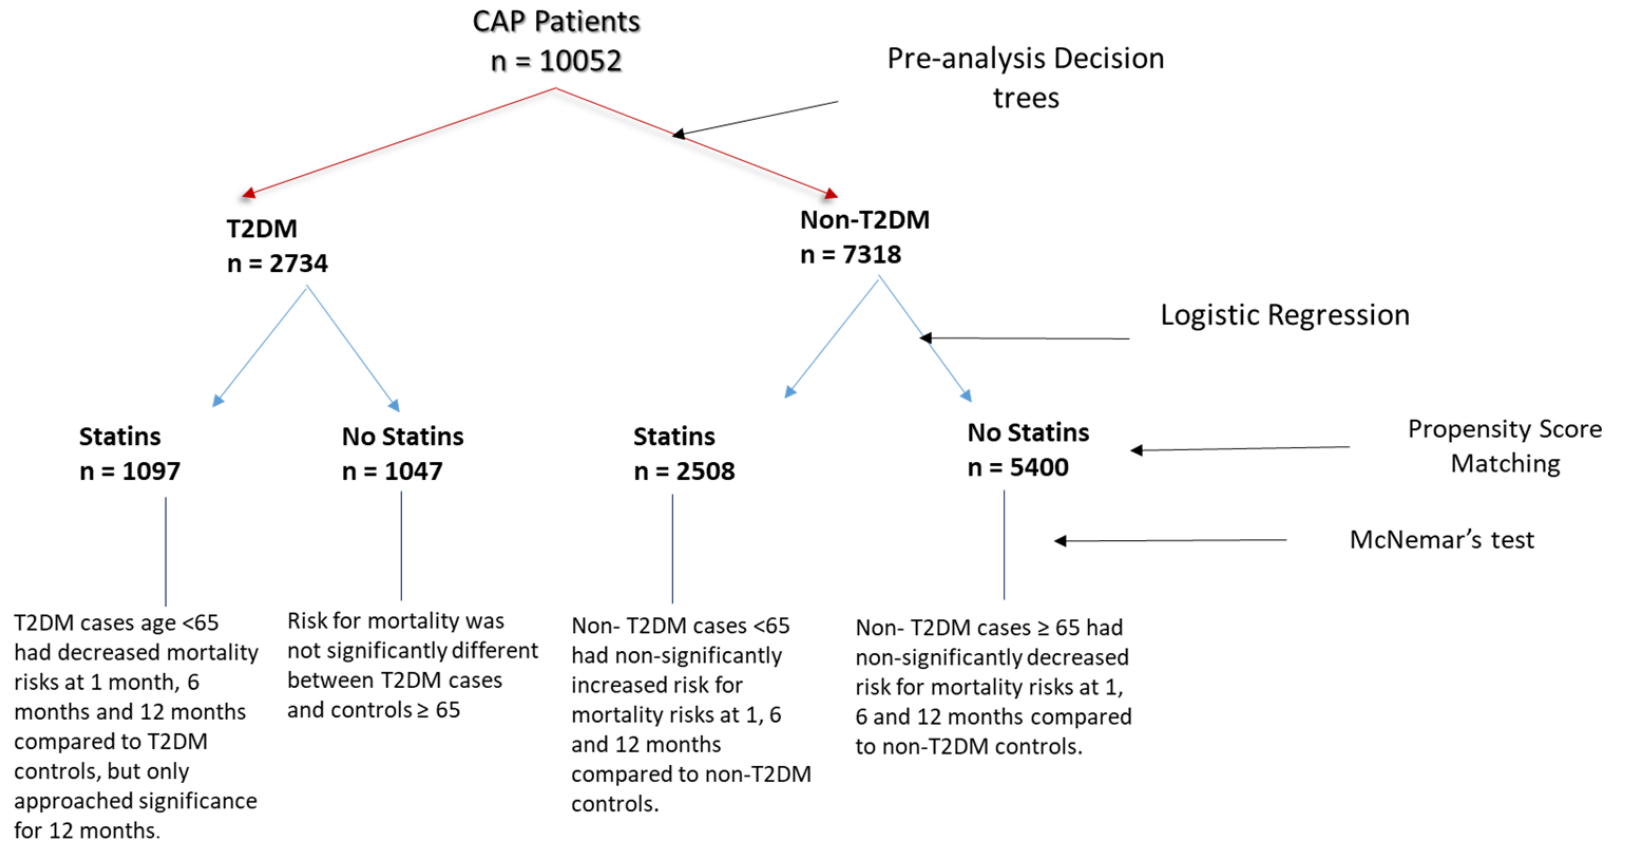 CAP Patients
n = 10052
Pre-analysis Decision
trees
T2DM
n = 2734
Non-T2DM
n = 7318
Logistic Regression
Statins
n = 1097
No Statins
n = 1047
Statins
n = 2508
No Statins
n = 5400
Propensity Score
Matching
McNemar’s test
T2DM cases age <65
had decreased mortality
risks at 1 month, 6
months and 12 months
compared to T2DM
controls, but only
approached significance
for 12 months.
Risk for mortality was
not significantly different
between T2DM cases
and controls ≥ 65
Non- T2DM cases <65
had non-significantly
increased risk for
mortality risks at 1, 6
and 12 months
compared to non-T2DM
controls.
Non- T2DM cases ≥ 65 had
non-significantly decreased
risk for mortality risks at 1,
6 and 12 months compared
to non-T2DM controls.